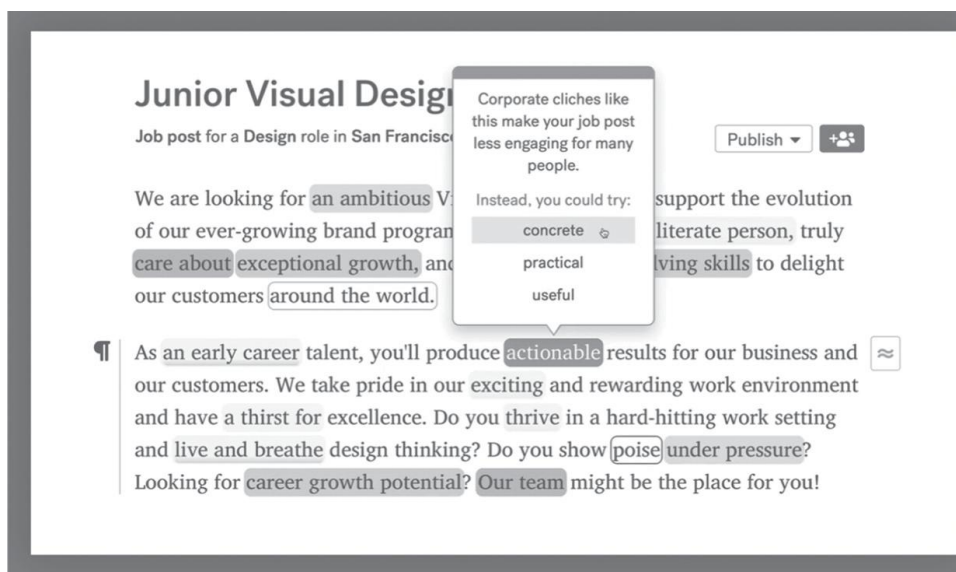 Junior Visual Desig
Job post for a Design role in San Francisc
Publish
We are looking for an ambitious V support the evolution
of our ever-growing brand program literate person, truly
care about exceptional growth, and ving skills to delight
our customers around the world.
Corporate cliches like
this make your job post
less engaging for many
people.
Instead, you could try:
concrete
practical
useful
¶ As an early career talent, you'll produce actionable results for our business and
our customers. We take pride in our exciting and rewarding work environment
and have a thirst for excellence. Do you thrive in a hard-hitting work setting
and live and breathe design thinking? Do you show poise under pressure?
Looking for career growth potential? Our team might be the place for you!